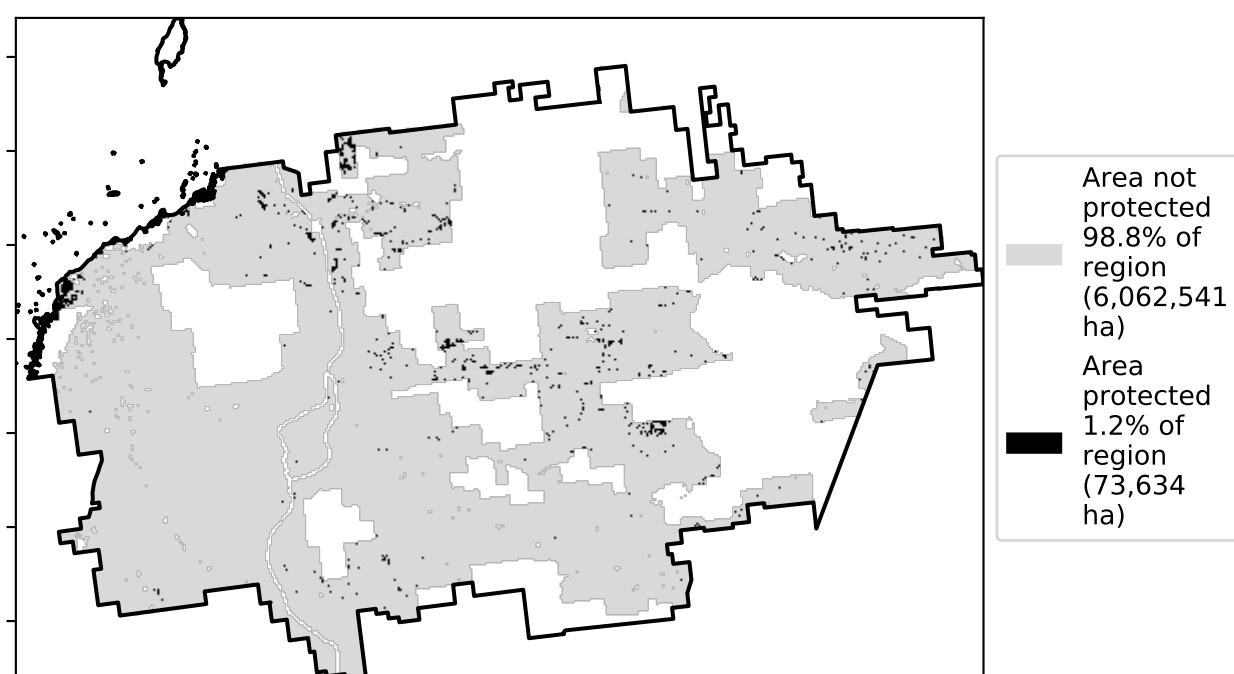 Area not
protected
98.8% of
region
(6,062,541
ha)
Area
protected
1.2% of
region
(73,634
ha)